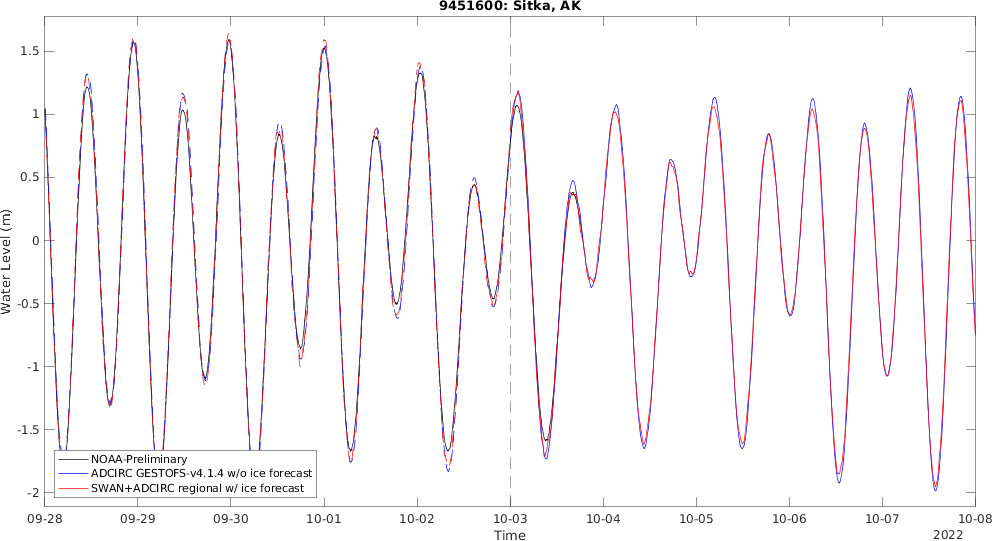 9451600: Sitka, AK
Water Level (m)
1.5
1
0.5
0
-0.5
-1
-1.5
-2
NOAA-Preliminary
ADCIRC GESTOFS-v4.1.4 w/o ice forecast
SWAN+ADCIRC regional w/ ice forecast
09-28 09-29 09-30 10-01 10-02 10-03 10-04 10-05 10-06 10-07 10-08
Time
2022